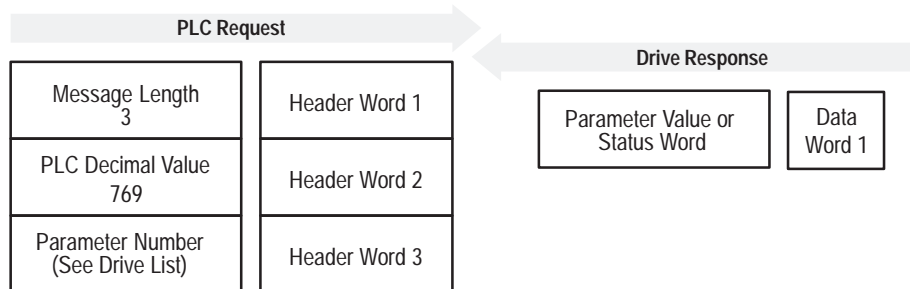 PLC Request
Drive Response
Message Length
3
Header Word 1
PLC Decimal Value
769
Header Word 2
Parameter Number
(See Drive List)
Header Word 3
Parameter Value or
Status Word
Data
Word 1